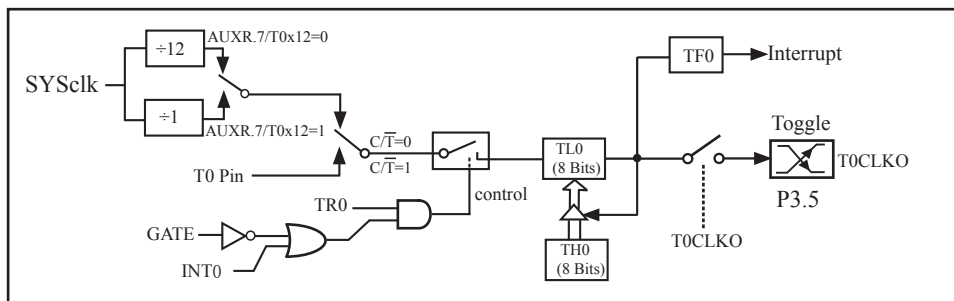 AUXR.7/T0x12=0
÷12
TF0
Interrupt
SYSclk
÷1
AUXR.7/T0x12=1
C/T̅=0
C/T̅=1
TL0
(8 Bits)
Toggle
T0CLKO
P3.5
T0 Pin
control
TR0
GATE
INT0
TH0
(8 Bits)
T0CLKO